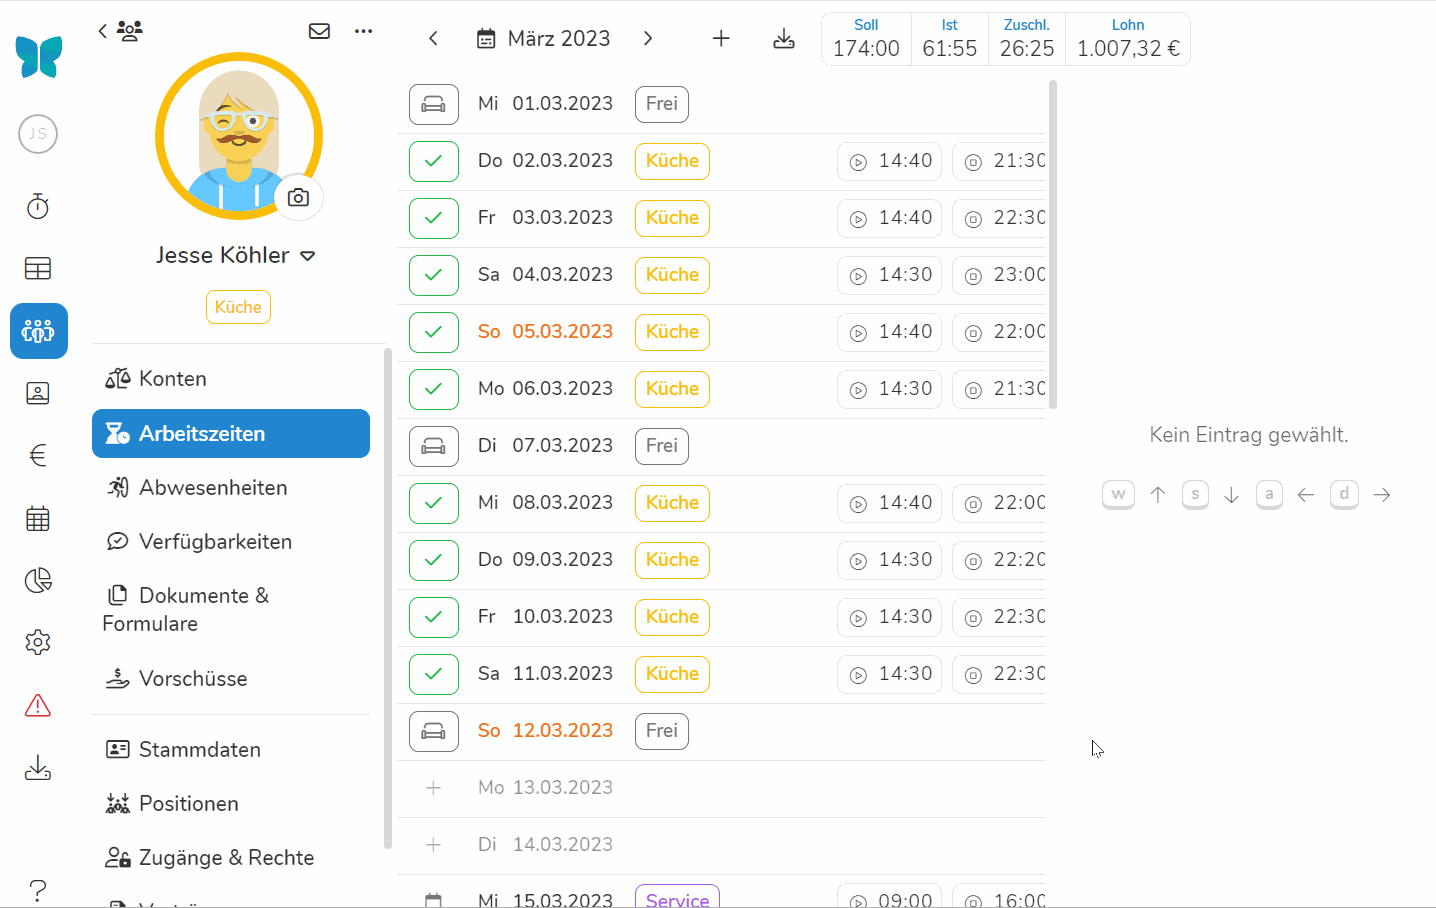 JS
Jesse Köhler
Küche
Konten
Arbeitszeiten
Abwesenheiten
Verfügbarkeiten
Dokumente &
Formulare
Vorschüsse
Stammdaten
Positionen
Zugänge & Rechte
März 2023
Soll Ist Zuschl. Lohn
174:00 61:55 26:25 1.007,32 €
Mi 01.03.2023 Frei
Do 02.03.2023 Küche 14:40 21:30
Fr 03.03.2023 Küche 14:40 22:30
Sa 04.03.2023 Küche 14:30 23:00
So 05.03.2023 Küche 14:40 22:00
Mo 06.03.2023 Küche 14:30 21:30
Di 07.03.2023 Frei
Mi 08.03.2023 Küche 14:40 22:00
Do 09.03.2023 Küche 14:30 22:20
Fr 10.03.2023 Küche 14:30 22:30
Sa 11.03.2023 Küche 14:30 22:30
So 12.03.2023 Frei
Mo 13.03.2023
Di 14.03.2023
Mi 15.03.2023 Service 09:00 16:00
Kein Eintrag gewählt.
w ↑ s ↓ a ← d →